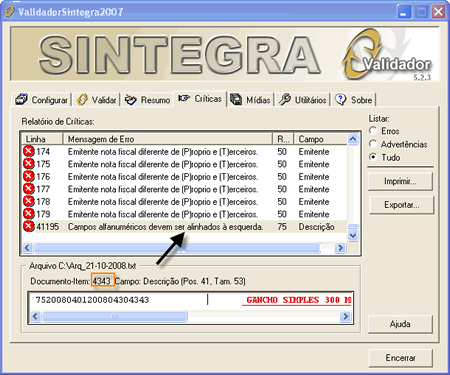 ValidadorSintegra2007
SINTEGRA
Validador
5.2.3
Configurar Validar Resumo Críticas Mídias Utilitários Sobre
Relatório de Críticas:
Linha Mensagem de Erro R... Campo
174 Emitente nota fiscal diferente de (P)roprio e (T)erceiros. 50 Emitente
175 Emitente nota fiscal diferente de (P)roprio e (T)erceiros. 50 Emitente
176 Emitente nota fiscal diferente de (P)roprio e (T)erceiros. 50 Emitente
177 Emitente nota fiscal diferente de (P)roprio e (T)erceiros. 50 Emitente
178 Emitente nota fiscal diferente de (P)roprio e (T)erceiros. 50 Emitente
179 Emitente nota fiscal diferente de (P)roprio e (T)erceiros. 50 Emitente
41195 Campos alfanuméricos devem ser alinhados à esquerda. 75 Descrição
Listar:
Erros
Advertências
Tudo
Imprimir...
Exportar...
Arquivo C:\Arq_21-10-2008.txt
Documento-Item: 4343 Campo: Descrição (Pos. 41, Tam. 53)
75200804012008043043​43 GANCHO SIMPLES 300 M
Ajuda
Encerrar